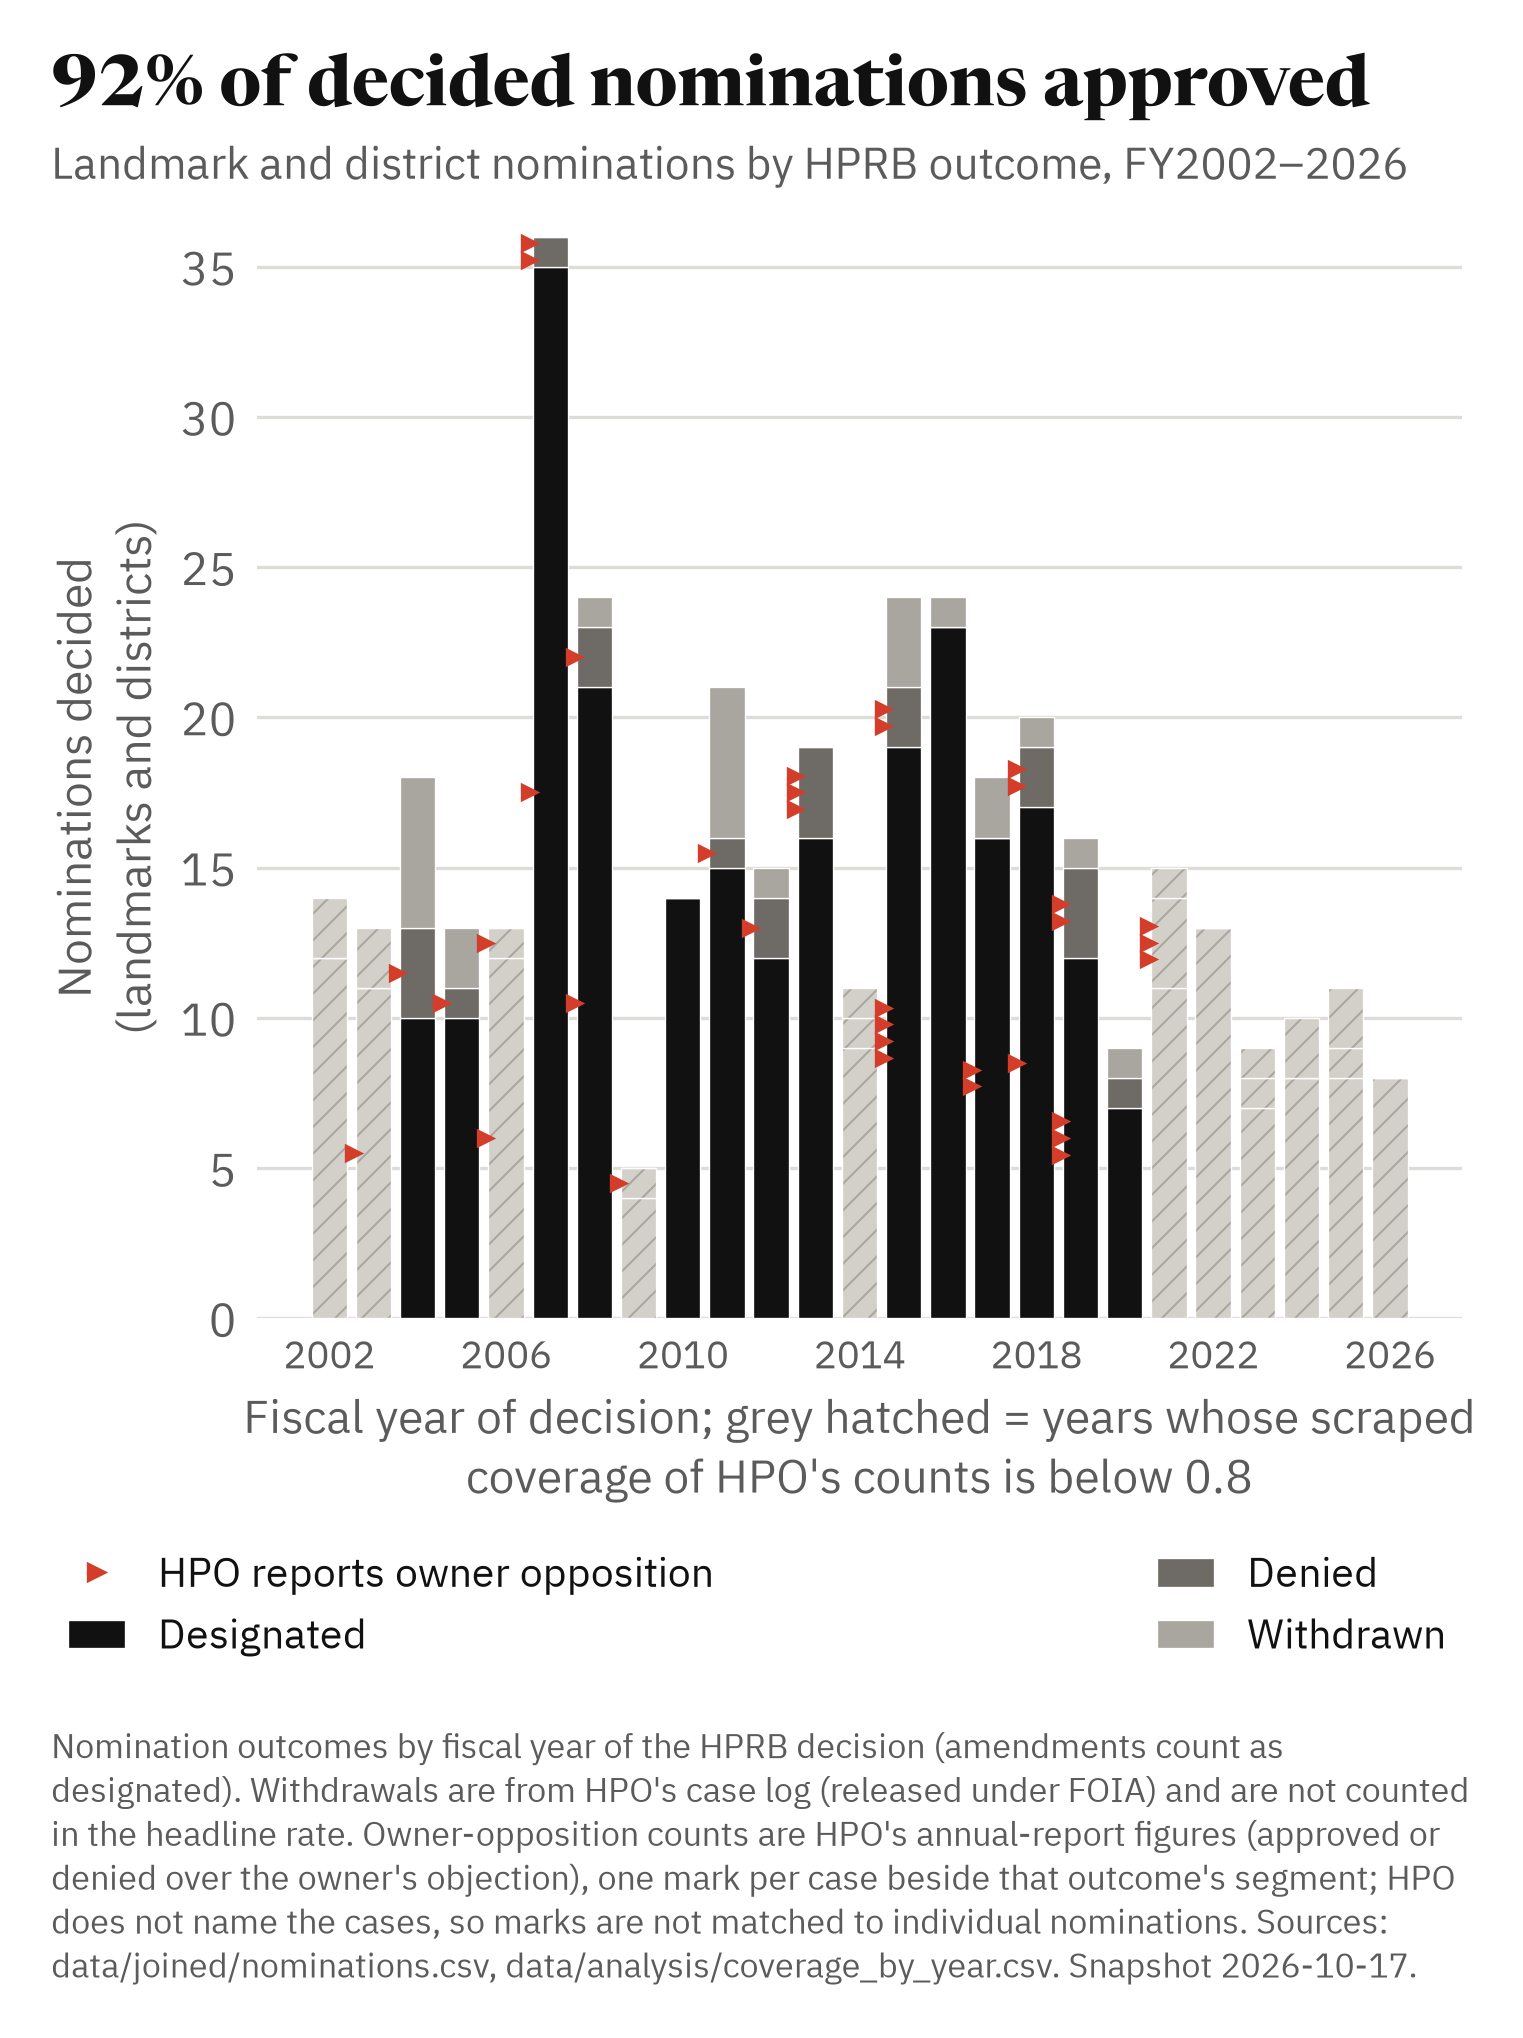 92% of decided nominations approved
Landmark and district nominations by HPRB outcome, FY2002–2026
Nominations decided
(landmarks and districts)
35
30
25
20
15
10
5
0
2002 2006 2010 2014 2018 2022 2026
Fiscal year of decision; grey hatched = years whose scraped
coverage of HPO's counts is below 0.8
HPO reports owner opposition
Designated
Denied
Withdrawn
Nomination outcomes by fiscal year of the HPRB decision (amendments count as
designated). Withdrawals are from HPO's case log (released under FOIA) and are not counted
in the headline rate. Owner-opposition counts are HPO's annual-report figures (approved or
denied over the owner's objection), one mark per case beside that outcome's segment; HPO
does not name the cases, so marks are not matched to individual nominations. Sources:
data/joined/nominations.csv, data/analysis/coverage_by_year.csv. Snapshot 2026-10-17.